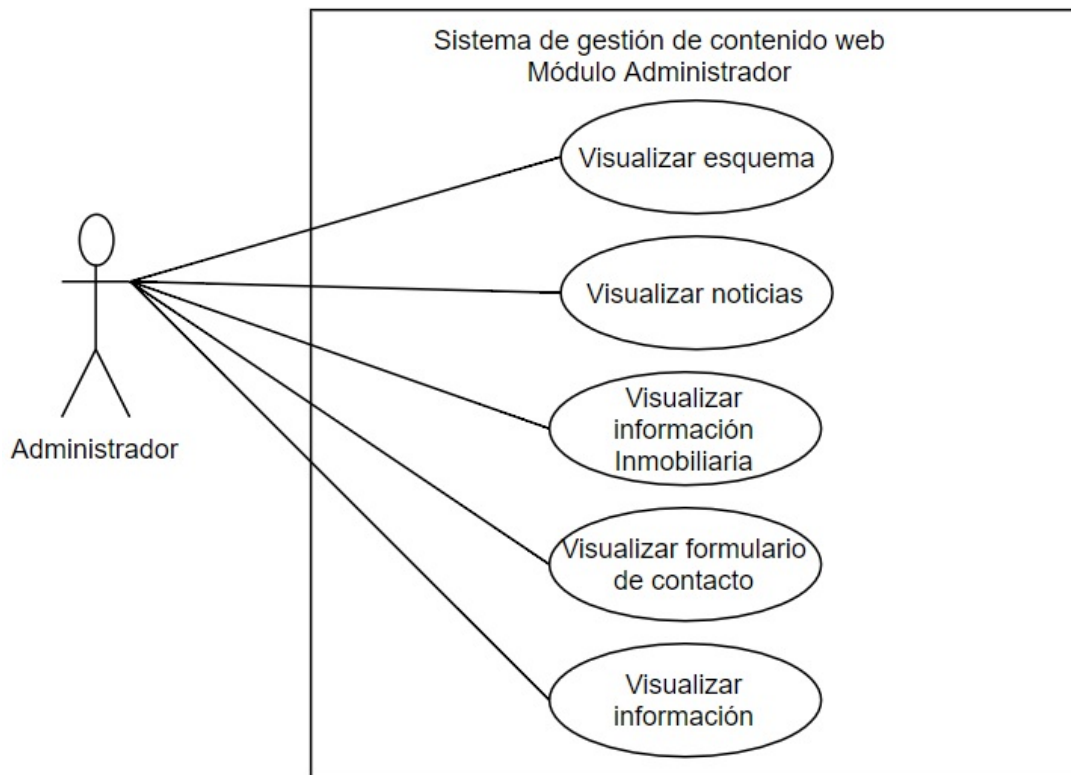 Sistema de gestión de contenido web
Módulo Administrador
Visualizar esquema
Visualizar noticias
Visualizar
información
Inmobiliaria
Administrador
Visualizar formulario
de contacto
Visualizar
información